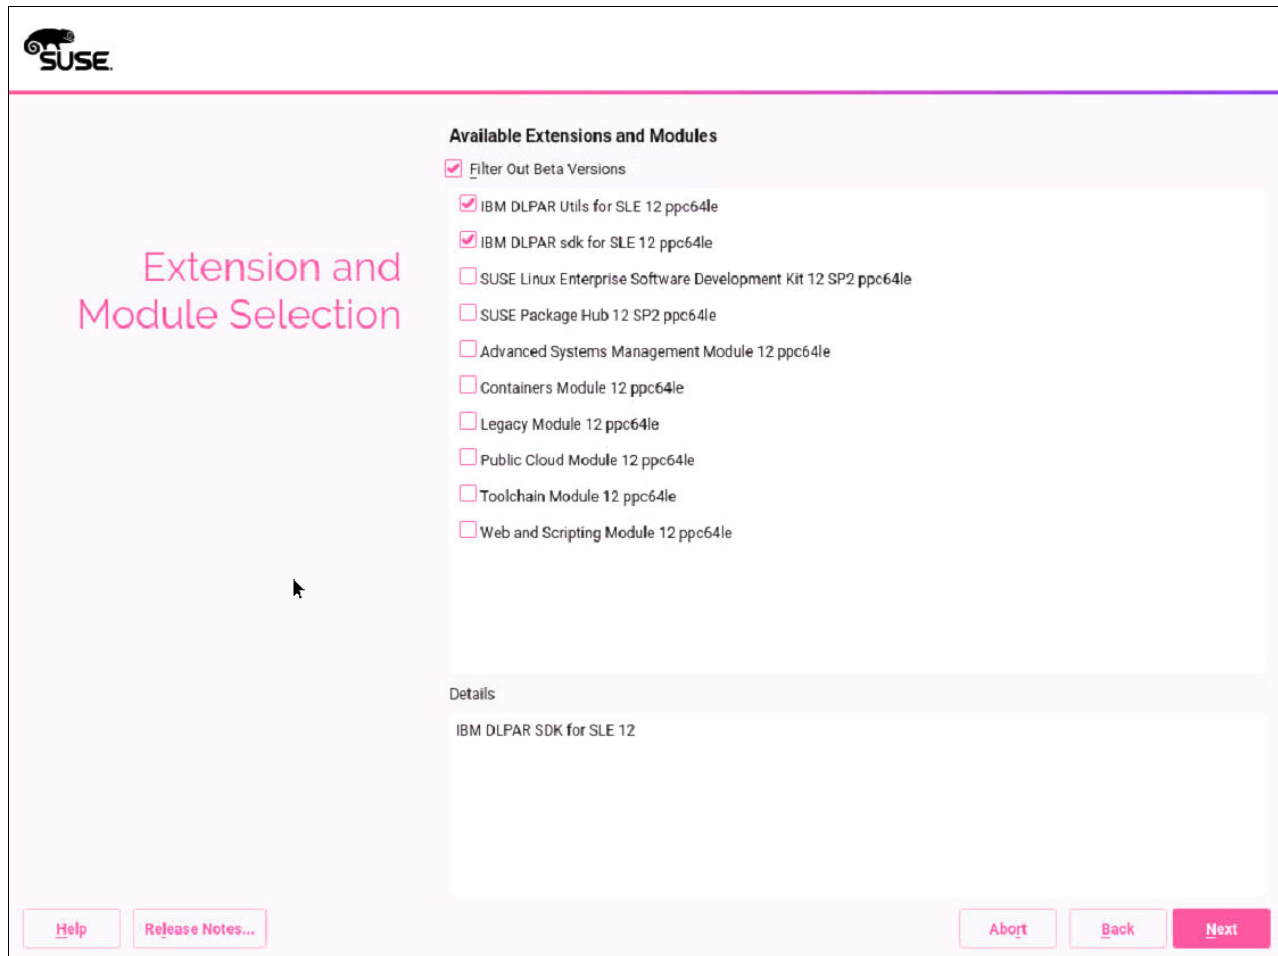 SUSE.
Available Extensions and Modules
Filter Out Beta Versions
IBM DLPAR Utils for SLE 12 ppc64le
IBM DLPAR sdk for SLE 12 ppc64le
SUSE Linux Enterprise Software Development Kit 12 SP2 ppc64le
SUSE Package Hub 12 SP2 ppc64le
Advanced Systems Management Module 12 ppc64le
Containers Module 12 ppc64le
Legacy Module 12 ppc64le
Public Cloud Module 12 ppc64le
Toolchain Module 12 ppc64le
Web and Scripting Module 12 ppc64le
Extension and
Module Selection
Details
IBM DLPAR SDK for SLE 12
Help
Release Notes...
Abort
Back
Next